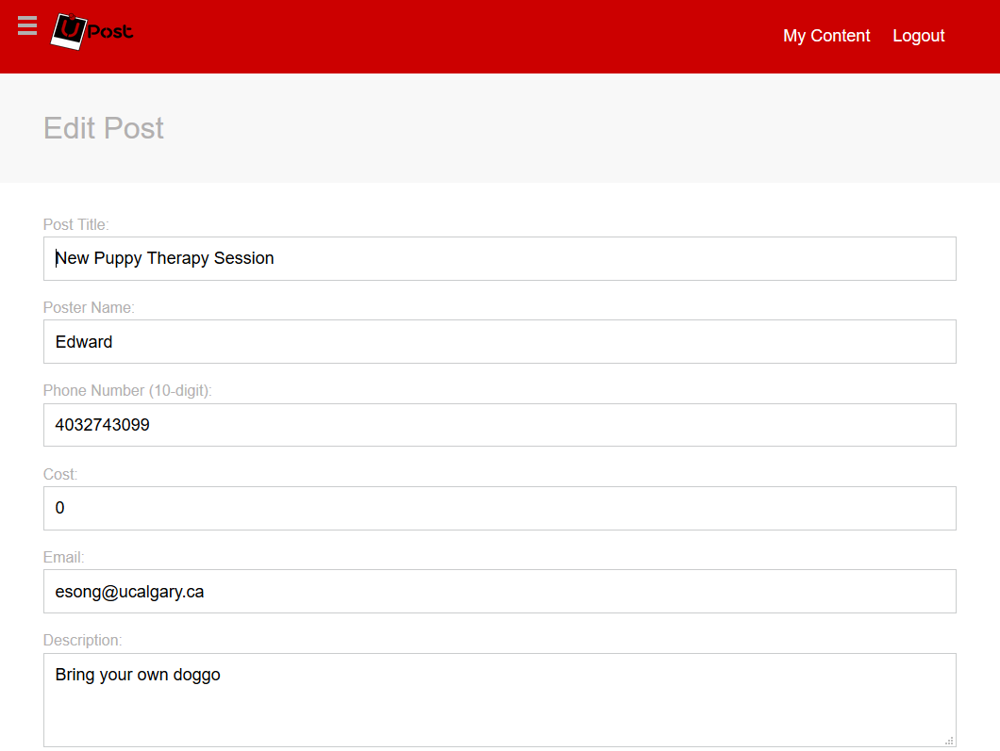 U Post
My Content Logout
Edit Post
Post Title:
New Puppy Therapy Session
Poster Name:
Edward
Phone Number (10-digit):
4032743099
Cost:
0
Email:
esong@ucalgary.ca
Description:
Bring your own doggo